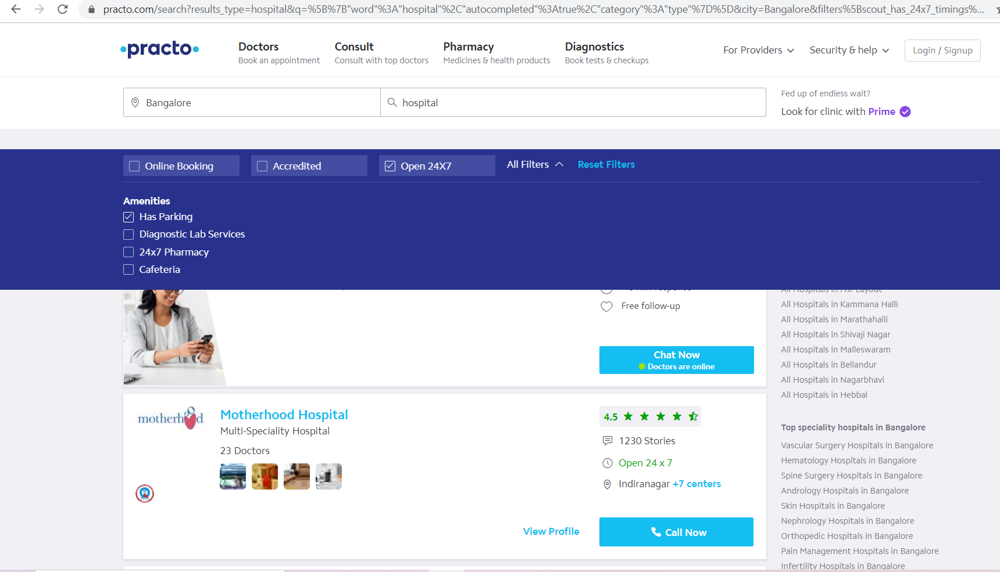 practo.com/search?results_type=hospital&q=%5B%7B"word"%3A"hospital"%2C"autocompleted"%3Atrue%2C"category"%3A"type"%7D%5D&city=Bangalore&filters%5Bscout_has_24x7_timings%...
practo
Doctors
Book an appointment
Consult
Consult with top doctors
Pharmacy
Medicines & health products
Diagnostics
Book tests & checkups
For Providers
Security & help
Login / Signup
Bangalore
hospital
Fed up of endless wait?
Look for clinic with Prime
Online Booking
Accredited
Open 24X7
All Filters
Reset Filters
Amenities
Has Parking
Diagnostic Lab Services
24x7 Pharmacy
Cafeteria
Free follow-up
Chat Now
Doctors are online
motherhood
Motherhood Hospital
Multi-Speciality Hospital
23 Doctors
4.5
1230 Stories
Open 24 x 7
Indiranagar +7 centers
View Profile
Call Now
All Hospitals in Hsr Layout
All Hospitals in Kammana Halli
All Hospitals in Marathahalli
All Hospitals in Shivaji Nagar
All Hospitals in Malleswaram
All Hospitals in Bellandur
All Hospitals in Nagarbhavi
All Hospitals in Hebbal
Top speciality hospitals in Bangalore
Vascular Surgery Hospitals in Bangalore
Hematology Hospitals in Bangalore
Spine Surgery Hospitals in Bangalore
Andrology Hospitals in Bangalore
Skin Hospitals in Bangalore
Nephrology Hospitals in Bangalore
Orthopedic Hospitals in Bangalore
Pain Management Hospitals in Bangalore
Infertility Hospitals in Bangalore